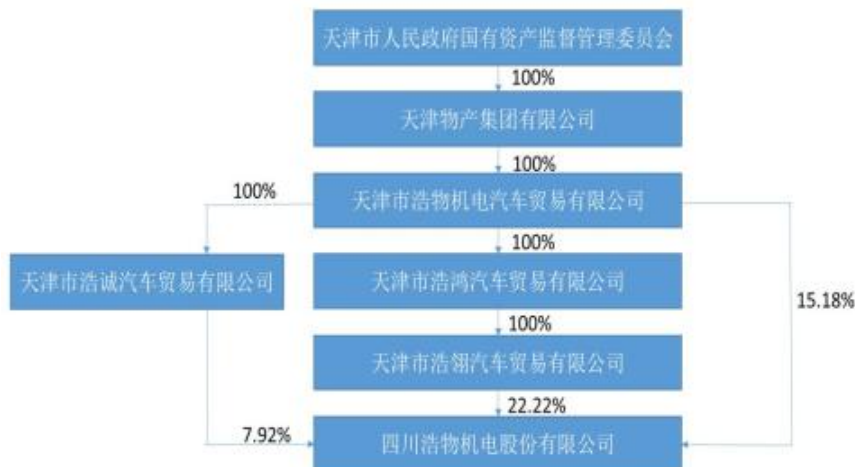 天津市人民政府国有资产监督管理委员会
100%
天津物产集团有限公司
100%
天津市浩物机电汽车贸易有限公司
100%
100%
天津市浩诚汽车贸易有限公司
天津市浩鸿汽车贸易有限公司
15.18%
100%
天津市浩翎汽车贸易有限公司
22.22%
7.92%
四川浩物机电股份有限公司